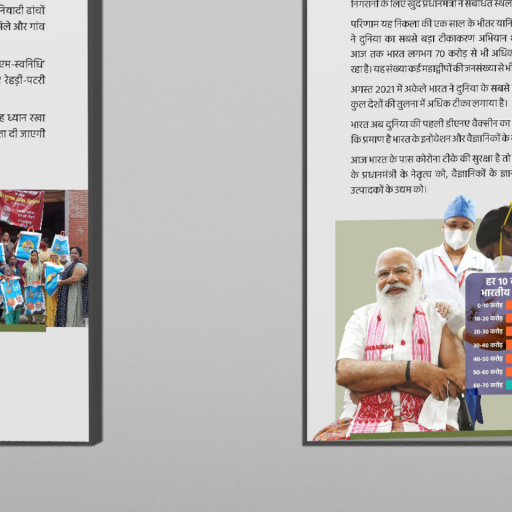 नियादी ढांचों
ले और गांव
एम-स्वनिधि'
रेहड़ी-पटरी
ह ध्यान रखा
ता दी जाएगी
निगरानी के लिए खुद प्रधानमंत्री ने संबोधित
परिणाम यह निकला की एक साल के भीतर यानि
ने दुनिया का सबसे बड़ा टीकाकरण अभियान
आज तक भारत लगभग 70 करोड़ से भी अधिक
रहा है। यह संख्या कई महाद्वीपों की जनसंख्या से भी
अगस्त 2021 में अकेले भारत ने दुनिया के सबसे
कुल देशों की तुलना में अधिक टीका लगाया है।
भारत अब दुनिया की पहली डीएनए वैक्सीन का
कि प्रमाण है भारत के इनोवेशन और वैज्ञानिकों के
आज भारत के पास कोरोना टीके की सुरक्षा है तो
के प्रधानमंत्री के नेतृत्व को, वैज्ञानिकों के ज्ञान
उत्पादकों के उद्यम को।
हर 10
भारतीय
0-10 करोड़
10-20 करोड़
20-30 करोड़
30-40 करोड़
40-50 करोड़
50-60 करोड़
60-70 करोड़